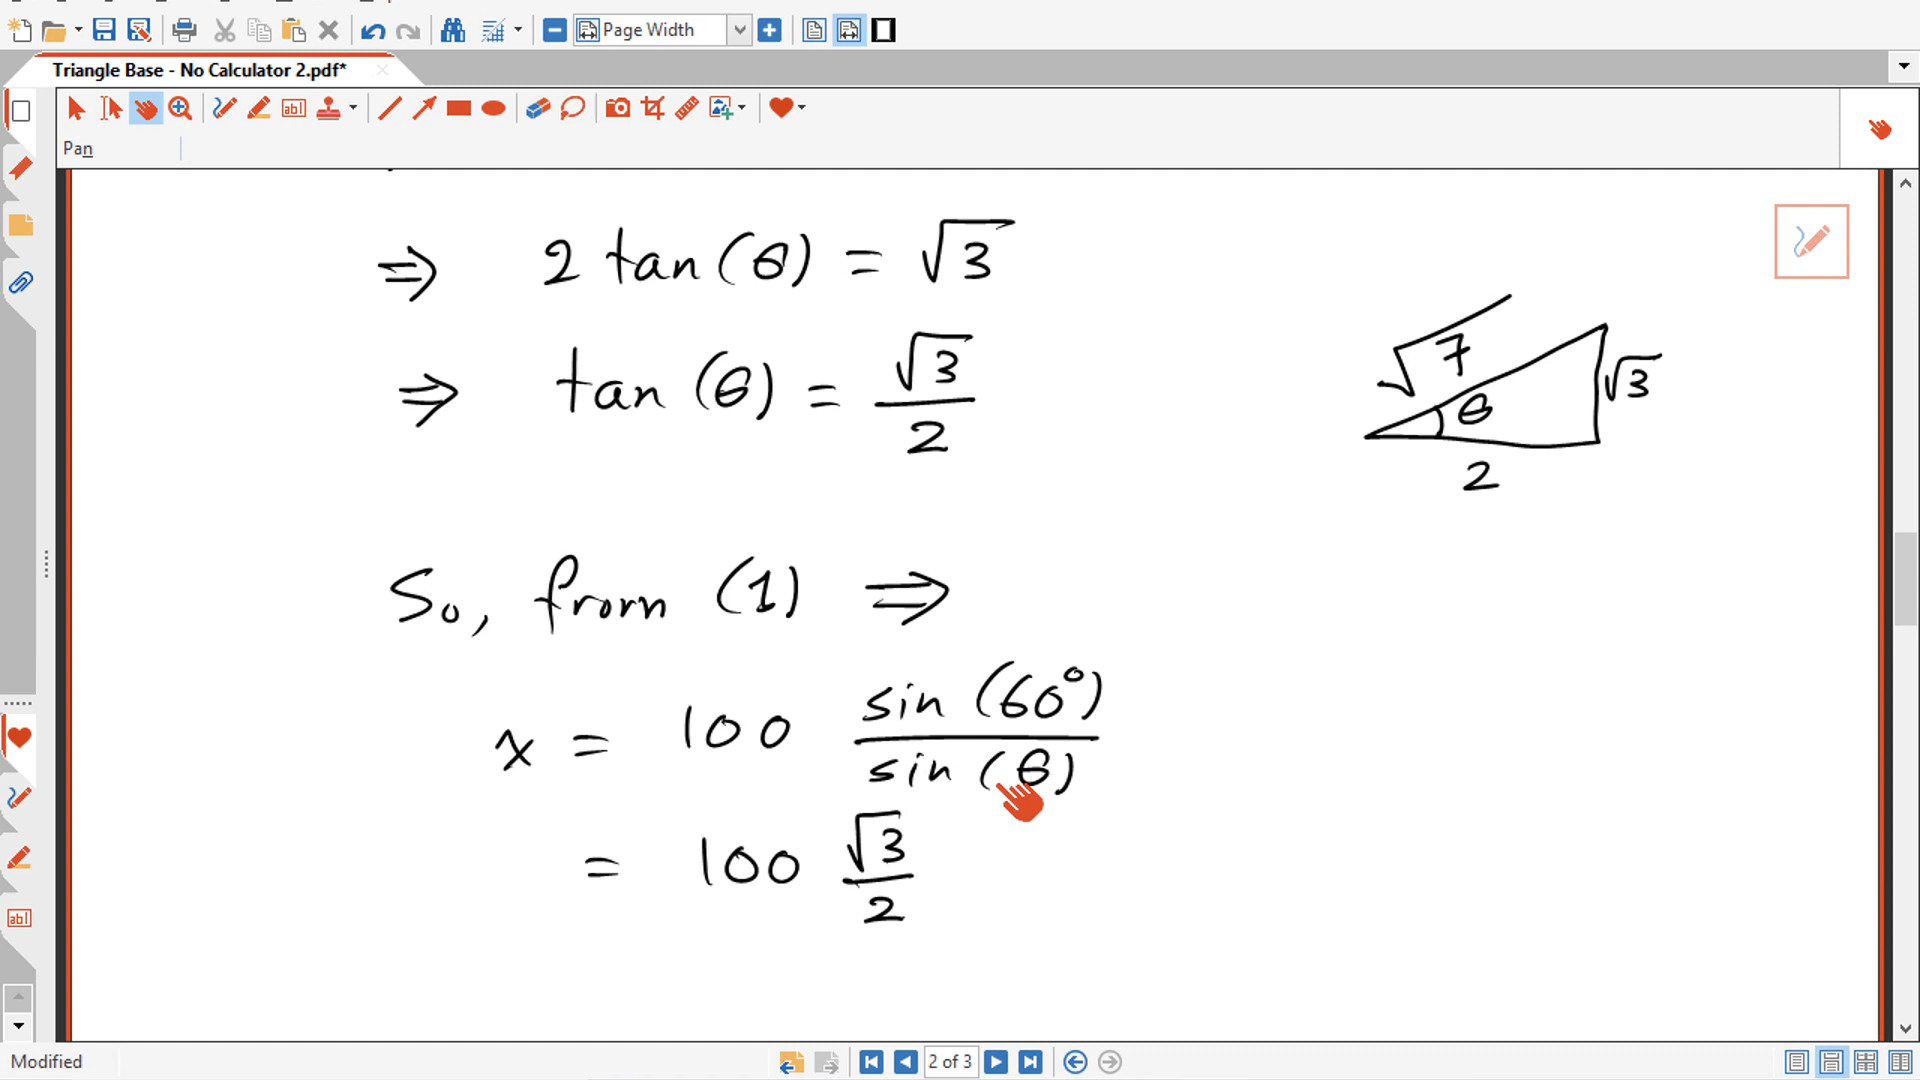 Page Width
Triangle Base - No Calculator 2.pdf*
Pan
⇒ 2 tan(θ) = √3
⇒ tan(θ) = √3/2
√7
θ
√3
2
So, from (1) ⇒
x = 100 sin(60°)/sin(θ)
= 100 √3/2
Modified
2 of 3